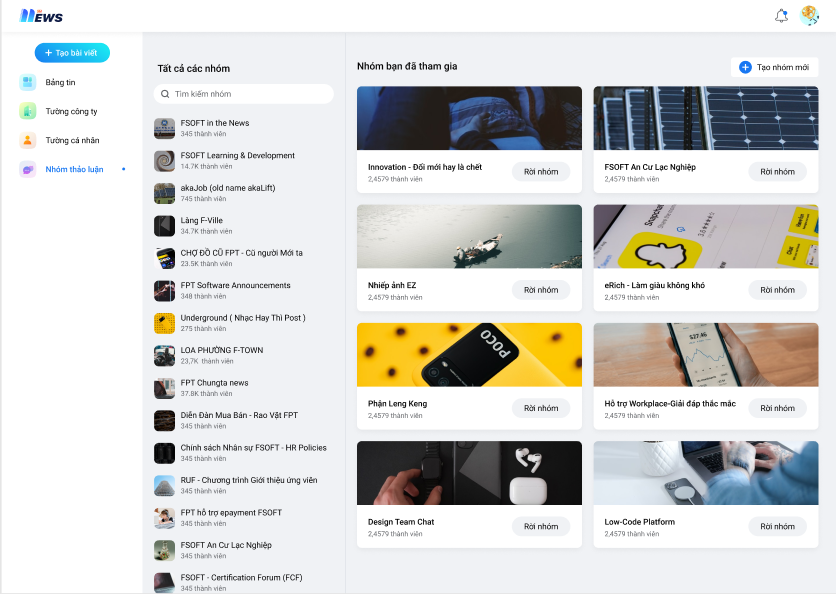 NEWS
Tạo bài viết
Bảng tin
Tường công ty
Tường cá nhân
Nhóm thảo luận
Tất cả các nhóm
Tìm kiếm nhóm
FSOFT in the News
345 thành viên
FSOFT Learning & Development
14.7K thành viên
akaJob (old name akaLift)
745 thành viên
Làng F-Ville
34.7K thành viên
CHỢ ĐỒ CŨ FPT - Cũ người Mới ta
23.5K thành viên
FPT Software Announcements
348 thành viên
Underground ( Nhạc Hay Thì Post )
275 thành viên
LOA PHƯỜNG F-TOWN
23,7K thành viên
FPT Chungta news
37.8K thành viên
Diễn Đàn Mua Bán - Rao Vặt FPT
345 thành viên
Chính sách Nhân sự FSOFT - HR Policies
345 thành viên
RUF - Chương trình Giới thiệu ứng viên
345 thành viên
FPT hỗ trợ epayment FSOFT
345 thành viên
FSOFT An Cư Lạc Nghiệp
345 thành viên
FSOFT - Certification Forum (FCF)
345 thành viên
Nhóm bạn đã tham gia
Tạo nhóm mới
Innovation - Đổi mới hay là chết
2,4579 thành viên
Rời nhóm
FSOFT An Cư Lạc Nghiệp
2,4579 thành viên
Rời nhóm
Nhiếp ảnh EZ
2,4579 thành viên
Rời nhóm
Snapchat
eRich - Làm giàu không khó
2,4579 thành viên
Rời nhóm
POCO
Phận Leng Keng
2,4579 thành viên
Rời nhóm
$37.46
Hỗ trợ Workplace-Giải đáp thắc mắc
2,4579 thành viên
Rời nhóm
Design Team Chat
2,4579 thành viên
Rời nhóm
Low-Code Platform
2,4579 thành viên
Rời nhóm